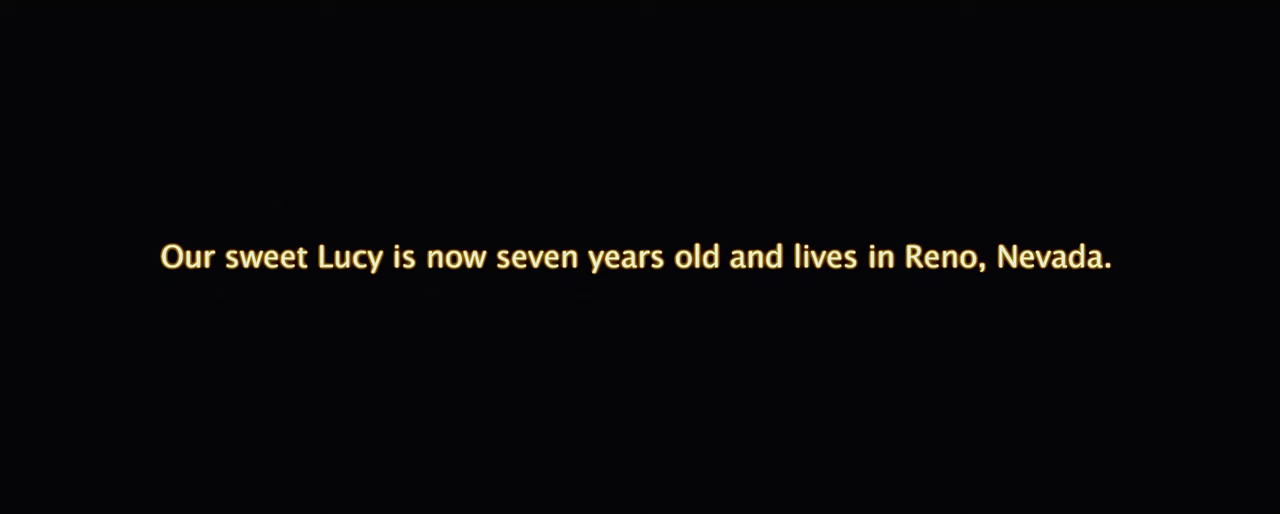 Our sweet Lucy is now seven years old and lives in Reno, Nevada.